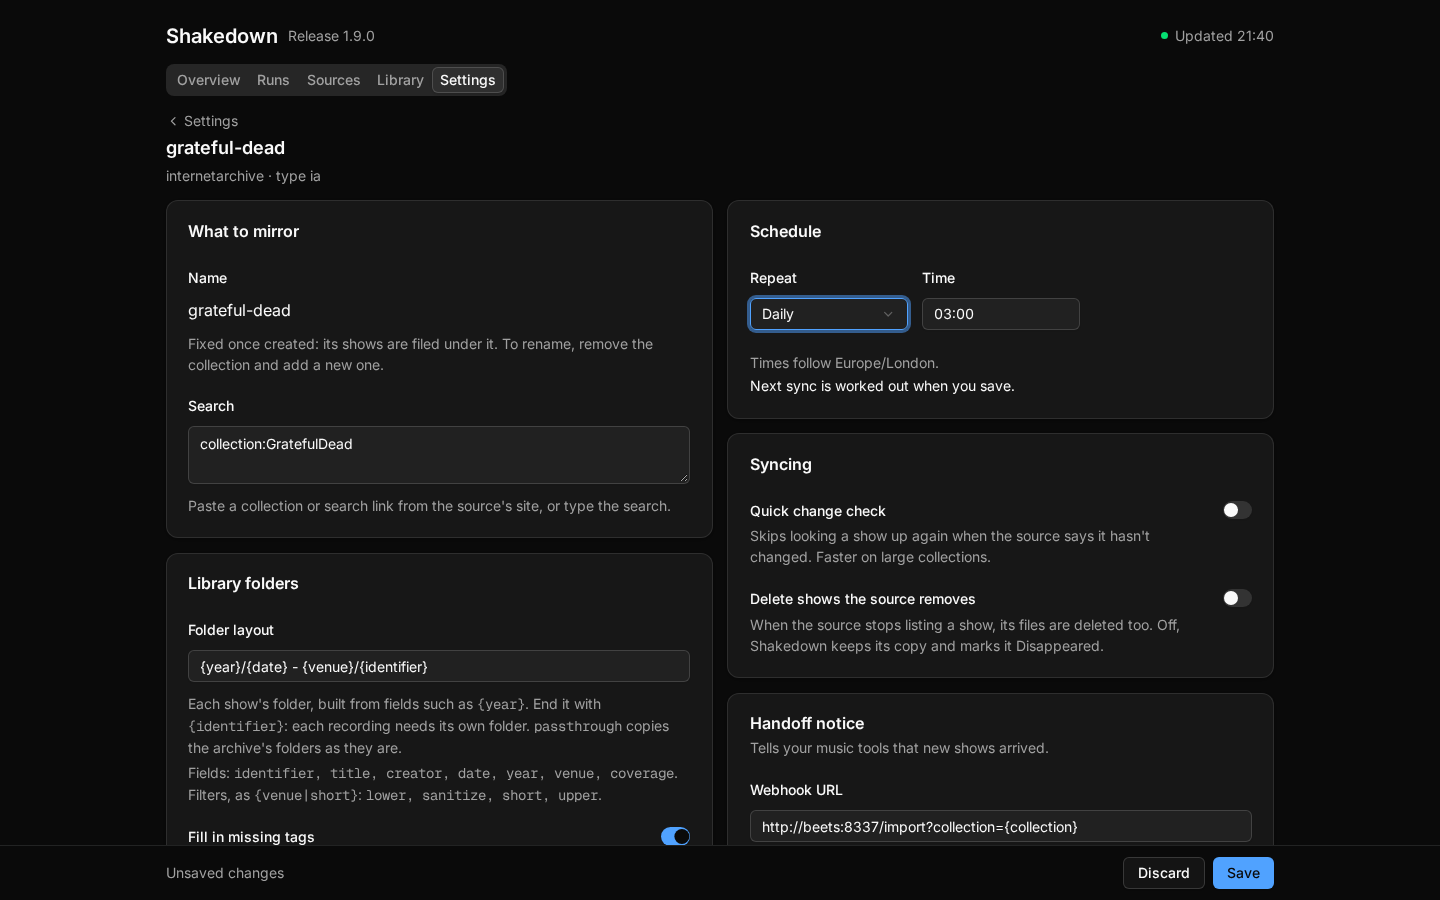 Shakedown Release 1.9.0
Updated 21:40
Overview Runs Sources Library Settings
Settings
grateful-dead
internetarchive · type ia
What to mirror
Name
grateful-dead
Fixed once created: its shows are filed under it. To rename, remove the
collection and add a new one.
Search
collection:GratefulDead
Paste a collection or search link from the source's site, or type the search.
Library folders
Folder layout
{year}/{date} - {venue}/{identifier}
Each show's folder, built from fields such as {year}. End it with
{identifier}: each recording needs its own folder. passthrough copies
the archive's folders as they are.
Fields: identifier, title, creator, date, year, venue, coverage.
Filters, as {venue|short}: lower, sanitize, short, upper.
Fill in missing tags
Schedule
Repeat Time
Daily 03:00
Times follow Europe/London.
Next sync is worked out when you save.
Syncing
Quick change check
Skips looking a show up again when the source says it hasn't
changed. Faster on large collections.
Delete shows the source removes
When the source stops listing a show, its files are deleted too. Off,
Shakedown keeps its copy and marks it Disappeared.
Handoff notice
Tells your music tools that new shows arrived.
Webhook URL
http://beets:8337/import?collection={collection}
Unsaved changes
Discard Save